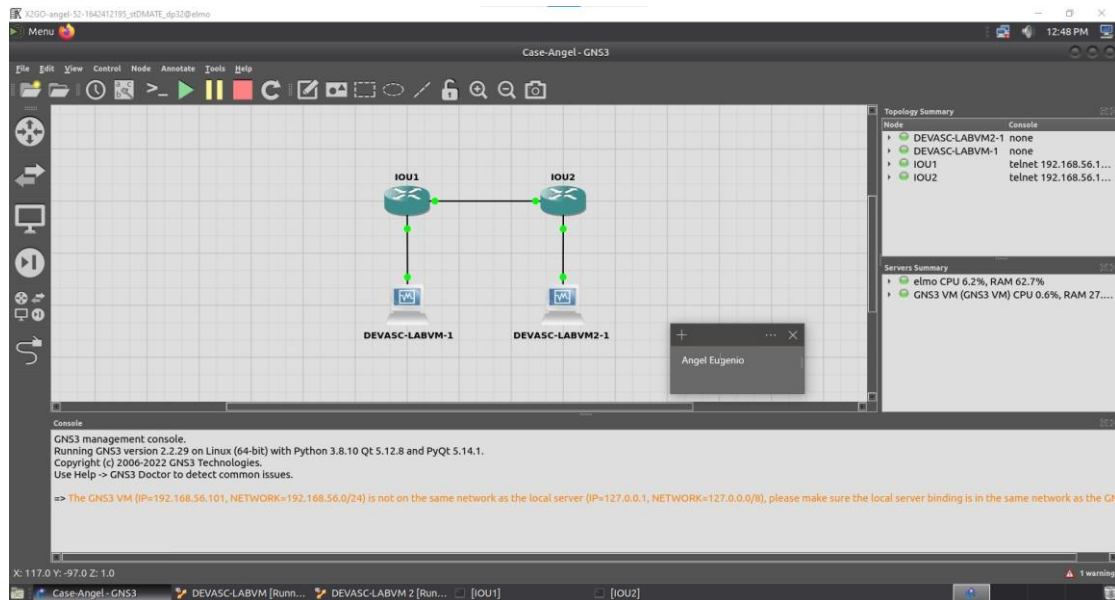 X2GO-angel-52-1642412195_stDMATE_dp32@elmo
Menu
12:48 PM
Case-Angel - GNS3
File Edit View Control Node Annotate Tools Help
Topology Summary
Node Console
DEVASC-LABVM2-1 none
DEVASC-LABVM-1 none
IOU1 telnet 192.168.56.1...
IOU2 telnet 192.168.56.1...
IOU1 IOU2
DEVASC-LABVM-1 DEVASC-LABVM2-1
Servers Summary
elmo CPU 6.2%, RAM 62.7%
GNS3 VM (GNS3 VM) CPU 0.6%, RAM 27....
Angel Eugenio
Console
GNS3 management console.
Running GNS3 version 2.2.29 on Linux (64-bit) with Python 3.8.10 Qt 5.12.8 and PyQt 5.14.1.
Copyright (c) 2006-2022 GNS3 Technologies.
Use Help -> GNS3 Doctor to detect common issues.
=> The GNS3 VM (IP=192.168.56.101, NETWORK=192.168.56.0/24) is not on the same network as the local server (IP=127.0.0.1, NETWORK=127.0.0.0/8), please make sure the local server binding is in the same network as the GN
X: 117.0 Y: -97.0 Z: 1.0
1 warning
Case-Angel - GNS3 DEVASC-LABVM [Runn... DEVASC-LABVM 2 [Run... [IOU1] [IOU2]